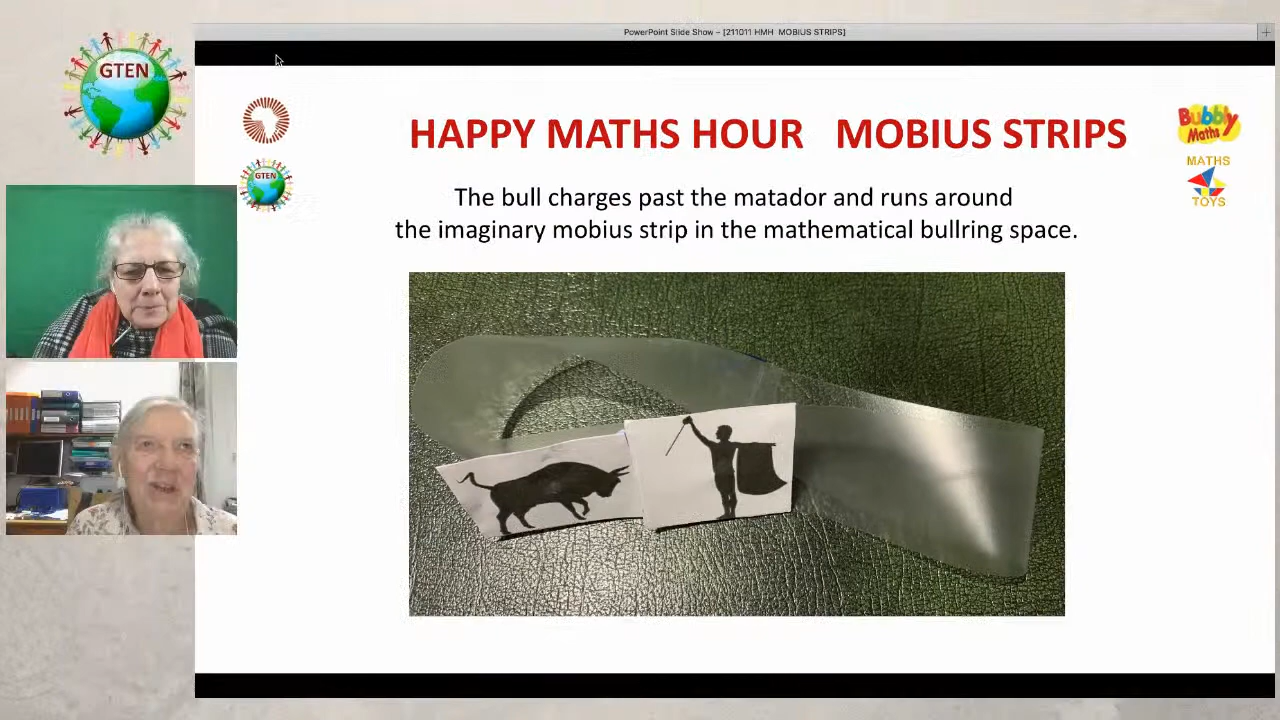 PowerPoint Slide Show – [211011 HMH  MOBIUS STRIPS]
GTEN
HAPPY MATHS HOUR   MOBIUS STRIPS
Bubbly
Maths
MATHS
TOYS
GTEN
The bull charges past the matador and runs around
the imaginary mobius strip in the mathematical bullring space.